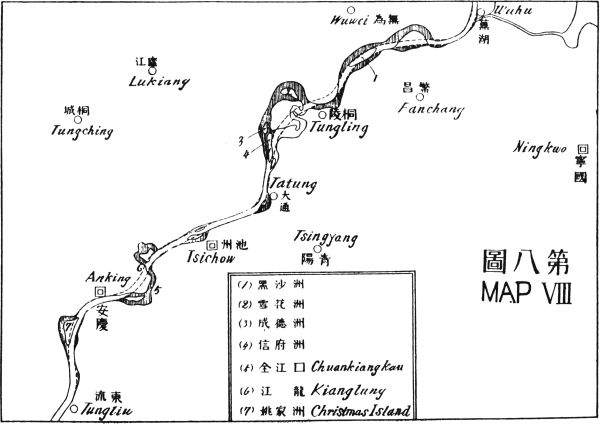 Wuwei
無為
Wuhu
蕪湖
廬江
Lukiang
1
繁昌
Fanchang
桐城
Tungching
桐陵
Tungling
3
4
Ningkwo
寧國
Tatung
大通
池州
Tsichow
Tsingyang
青陽
Anking
安慶
5
7
東流
Tungliu
第八圖
MAP VIII
(1) 黑沙洲
(2) 雪花洲
(3) 成德洲
(4) 信府洲
(5) 全江口 Chuankiangkau
(6) 江龍 Kianglung
(7) 姚家洲 Christmas Island